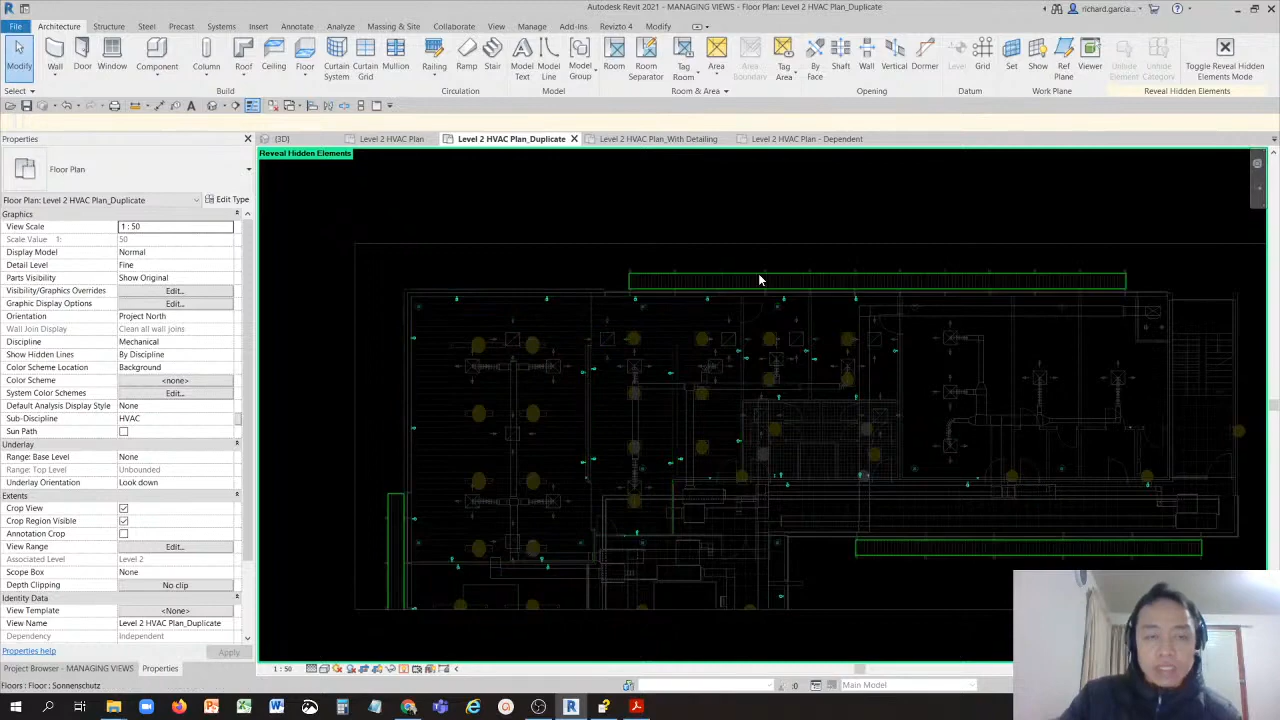 Autodesk Revit 2021 - MANAGING VIEWS - Floor Plan: Level 2 HVAC Plan_Duplicate
richard.garcia...
File Architecture Structure Steel Precast Systems Insert Annotate Analyze Massing & Site Collaborate View Manage Add-Ins Revizto 4 Modify
Modify Wall Door Window Component Column Roof Ceiling Floor Curtain System Curtain Grid Mullion Railing Ramp Stair Model Text Model Line Model Group Room Room Separator Tag Room Area Area Boundary Tag Area By Face Shaft Wall Vertical Dormer Level Grid Set Show Ref Plane Viewer Unhide Element Unhide Category Toggle Reveal Hidden Elements Mode
Select Build Circulation Model Room & Area Opening Datum Work Plane Reveal Hidden Elements
Properties
{3D} Level 2 HVAC Plan Level 2 HVAC Plan_Duplicate Level 2 HVAC Plan_With Detailing Level 2 HVAC Plan - Dependent
Reveal Hidden Elements
Floor Plan
Floor Plan: Level 2 HVAC Plan_Duplicate Edit Type
Graphics
View Scale 1 : 50
Scale Value 1: 50
Display Model Normal
Detail Level Fine
Parts Visibility Show Original
Visibility/Graphics Overrides Edit...
Graphic Display Options Edit...
Orientation Project North
Wall Join Display Clean all wall joins
Discipline Mechanical
Show Hidden Lines By Discipline
Color Scheme Location Background
Color Scheme <none>
System Color Schemes Edit...
Default Analysis Display Style None
Sub-Discipline HVAC
Sun Path
Underlay
Range: Base Level None
Range: Top Level Unbounded
Underlay Orientation Look down
Extents
Crop View
Crop Region Visible
Annotation Crop
View Range Edit...
Associated Level Level 2
Scope Box None
Depth Clipping No clip
Identity Data
View Template <None>
View Name Level 2 HVAC Plan_Duplicate
Dependency Independent
Properties help Apply
Project Browser - MANAGING VIEWS Properties
1 : 50
Floors : Floor : Sonnenschutz
:0
Main Model